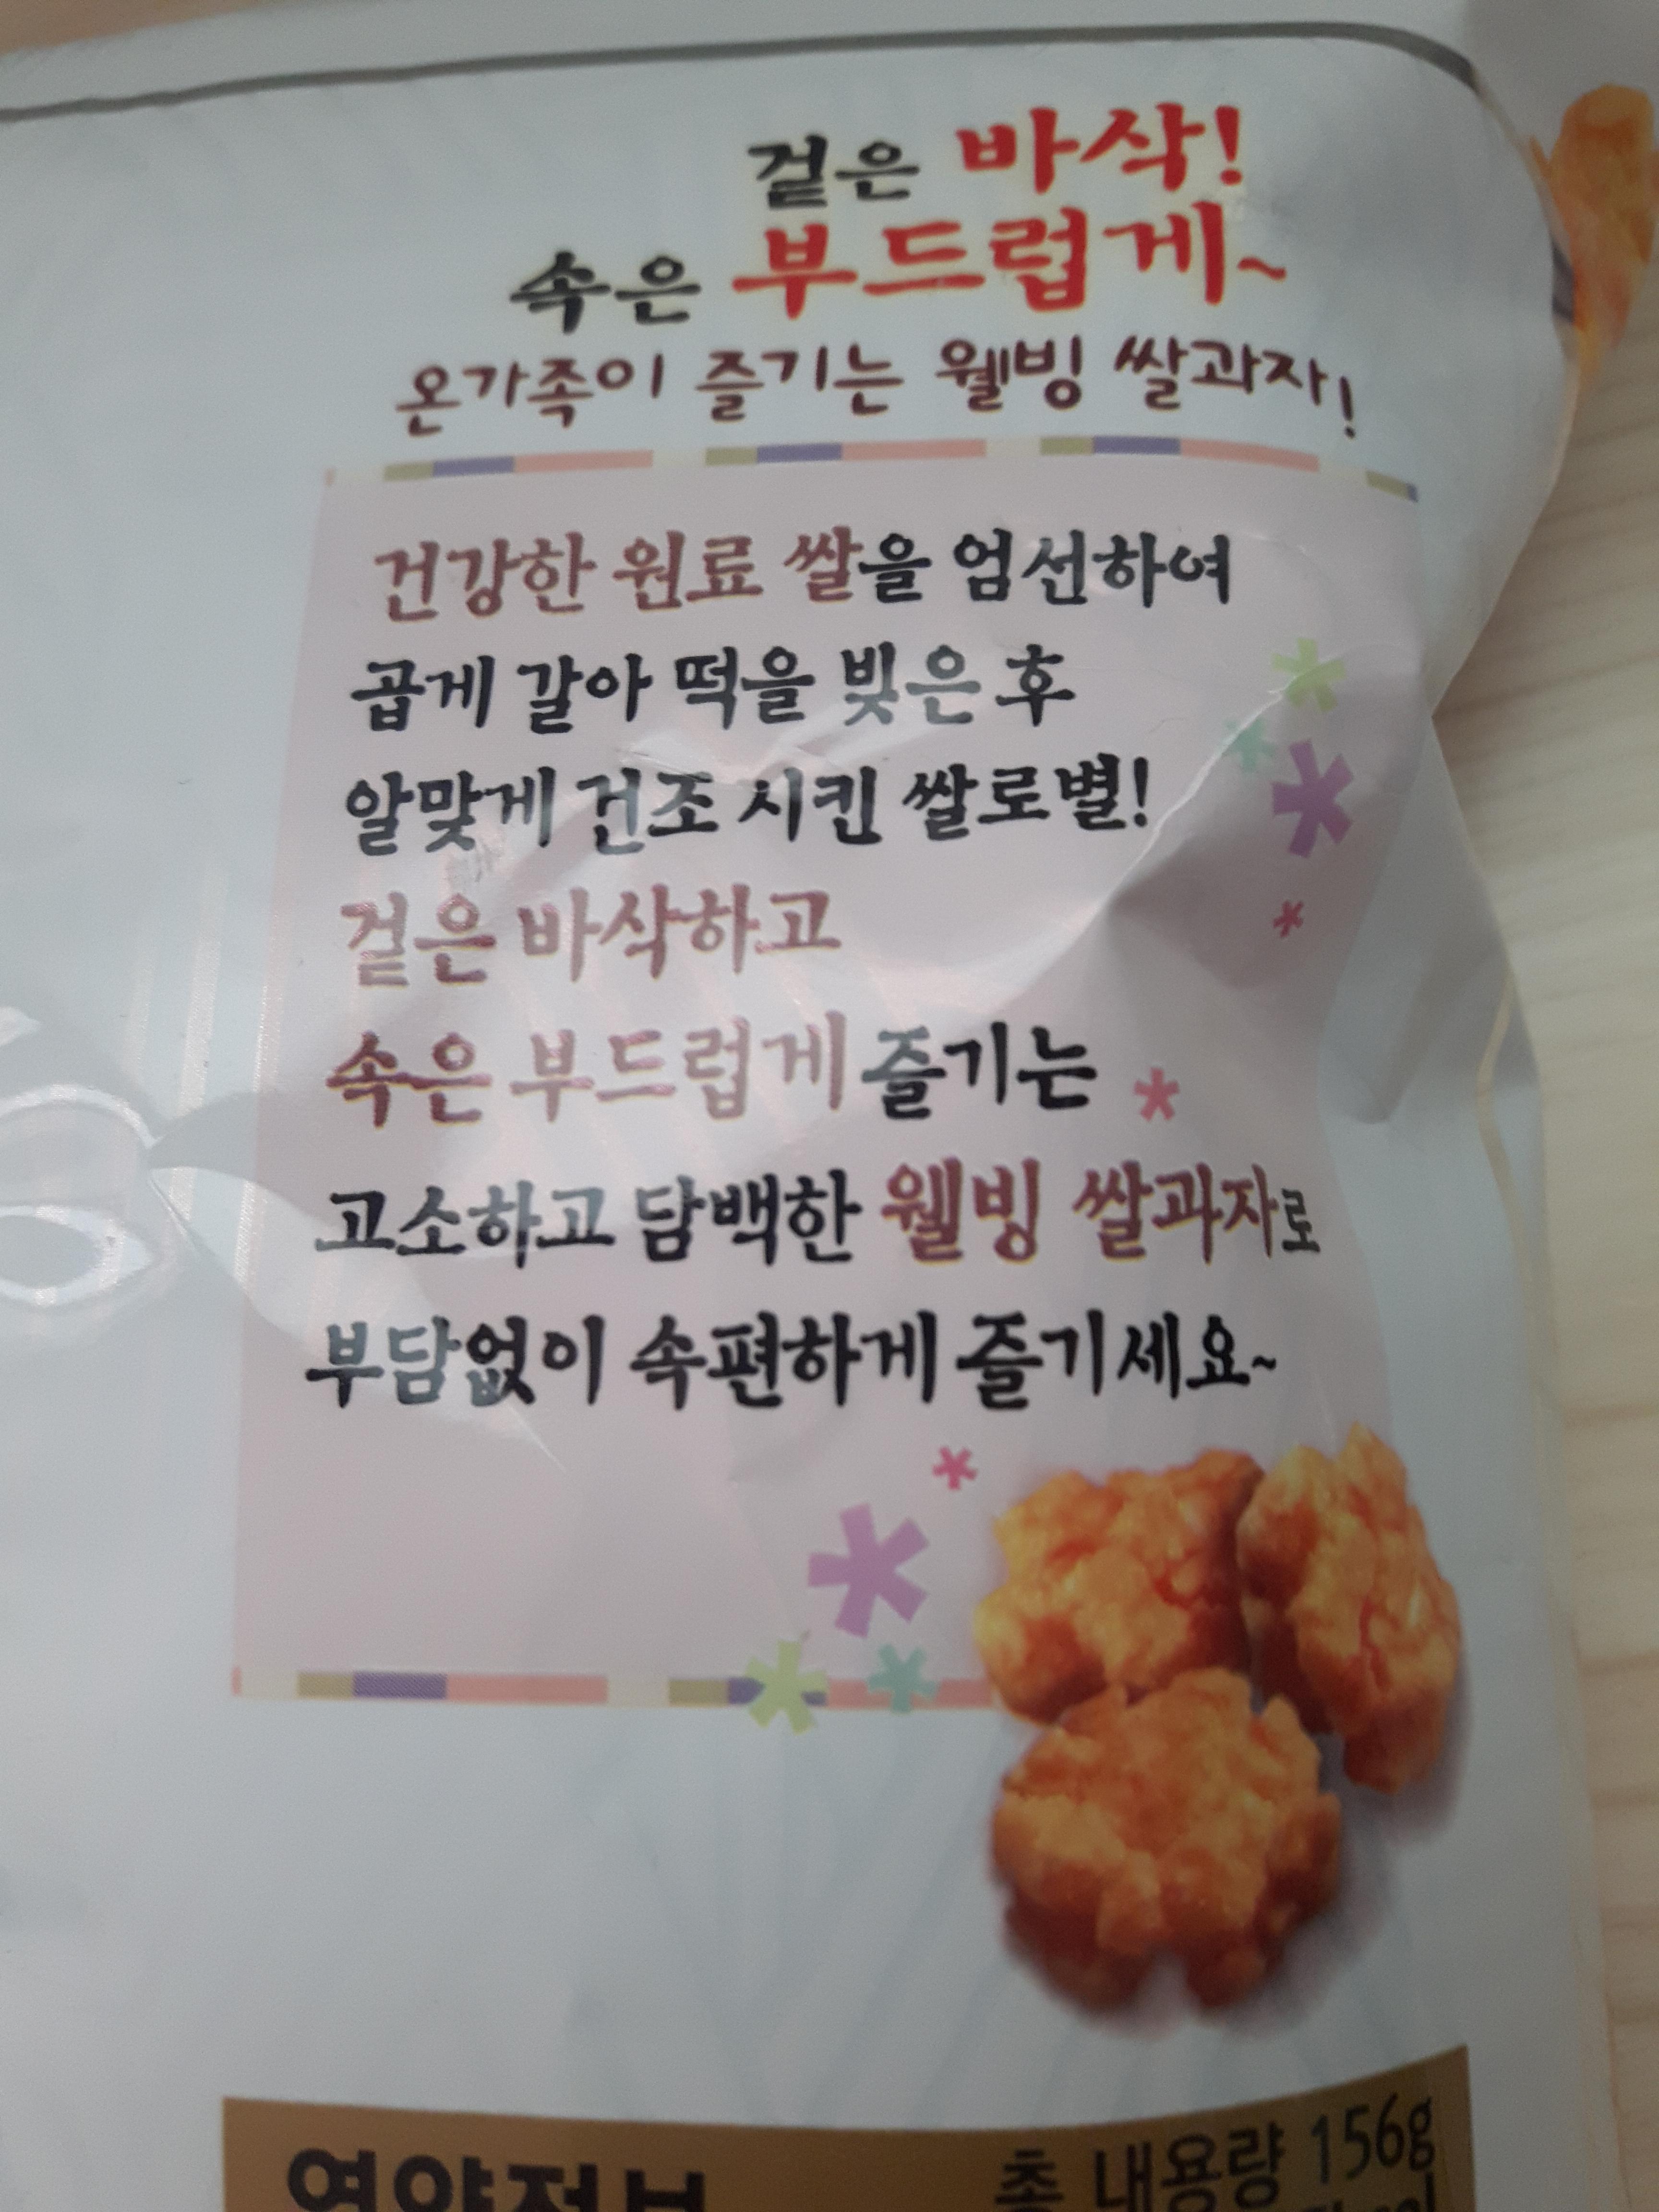 겉은 바삭!
속은 부드럽게~
온가족이 즐기는 웰빙 쌀과자!
건강한 원료 쌀을 엄선하여
곱게 갈아 떡을 빚은 후
알맞게 건조 시킨 쌀로별!
겉은 바삭하고
속은 부드럽게 즐기는
고소하고 담백한 웰빙 쌀과자로
부담없이 속편하게 즐기세요~
영양정보 총 내용량 156g